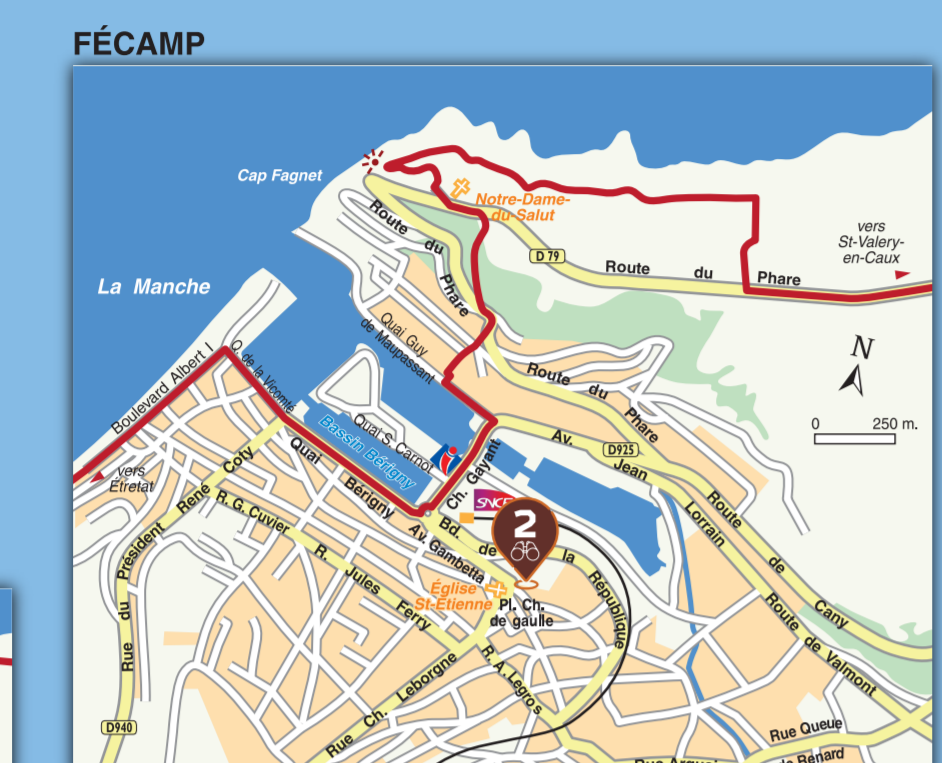 FÉCAMP
Cap Fagnet
Notre-Dame-
du-Salut
Route du Phare
D 79
Route du Phare
vers
St-Valery-
en-Caux
La Manche
N
0 250 m.
Quai Guy
de Maupassant
Boulevard Albert I
Q. de la Vicomté
Route du Phare
Quai S. Carnot
Bassin Bérigny
Av. Jean Lorrain
D925
Ch. Gayant
vers
Étretat
Quai Bérigny
Rue du Président René Coty
R. G. Cuvier
SNCF
2
Bd. de la République
Av. Gambetta
R. Jules Ferry
Église
St-Etienne
Pl. Ch.
de gaulle
Route de Cany
Route de Valmont
Rue Ch. Leborgne
R. A. Legros
D940
Rue Queue
de Renard